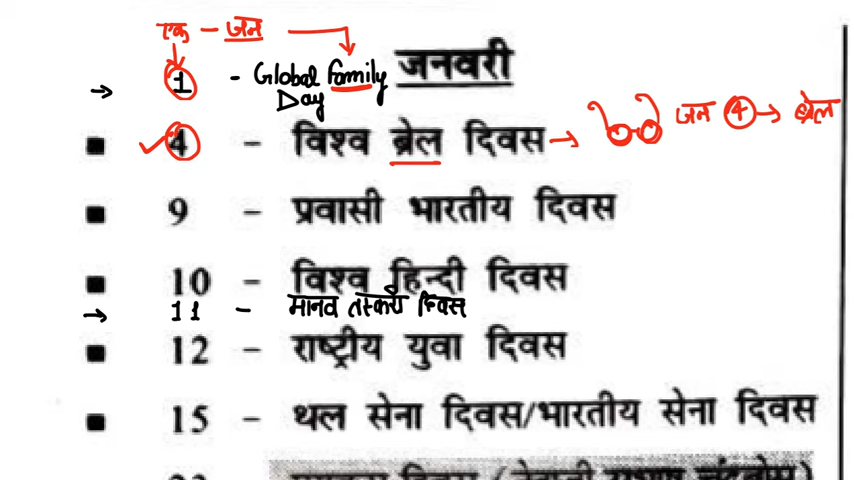 एक - जन
→ 1 - Global Family Day
जनवरी
■ 4 - विश्व ब्रेल दिवस → जन 4 → ब्रेल
■ 9 - प्रवासी भारतीय दिवस
■ 10 - विश्व हिन्दी दिवस
→ 11 - मानव तस्करी दिवस
■ 12 - राष्ट्रीय युवा दिवस
■ 15 - थल सेना दिवस/भारतीय सेना दिवस